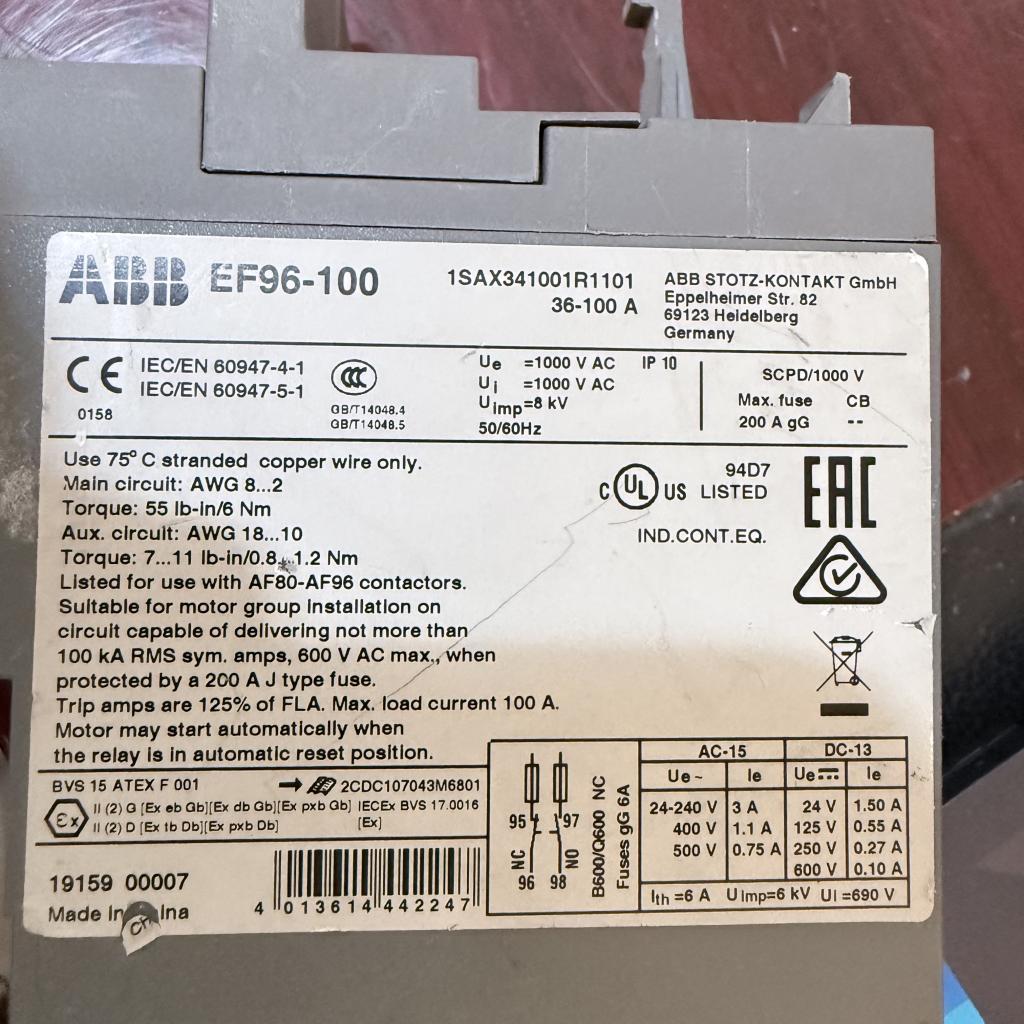 ABB EF96-100
1SAX341001R1101
36-100 A
ABB STOTZ-KONTAKT GmbH
Eppelheimer Str. 82
69123 Heidelberg
Germany
CE IEC/EN 60947-4-1
IEC/EN 60947-5-1
0158
CCC
GB/T14048.4
GB/T14048.5
Ue =1000 V AC IP 10
Ui =1000 V AC
Uimp=8 kV
50/60Hz
SCPD/1000 V
Max. fuse CB
200 A gG --
Use 75°C stranded copper wire only.
Main circuit: AWG 8...2
Torque: 55 lb-in/6 Nm
Aux. circuit: AWG 18...10
Torque: 7...11 lb-in/0.8...1.2 Nm
Listed for use with AF80-AF96 contactors.
Suitable for motor group installation on
circuit capable of delivering not more than
100 kA RMS sym. amps, 600 V AC max., when
protected by a 200 A J type fuse.
Trip amps are 125% of FLA. Max. load current 100 A.
Motor may start automatically when
the relay is in automatic reset position.
C UL US LISTED
94D7
IND.CONT.EQ.
EAC
BVS 15 ATEX F 001
2CDC107043M6801
Ex II (2) G [Ex eb Gb][Ex db Gb][Ex pxb Gb] IECEx BVS 17.0016
II (2) D [Ex tb Db][Ex pxb Db] [Ex]
19159 00007
Made in ina
Ch
4 013614 442247
95 97
NC NO
96 98
B600/Q600 NC
Fuses gG 6A
AC-15 DC-13
Ue~ Ie Ue Ie
24-240 V 3 A 24 V 1.50 A
400 V 1.1 A 125 V 0.55 A
500 V 0.75 A 250 V 0.27 A
600 V 0.10 A
Ith=6 A Uimp=6 kV Ui=690 V